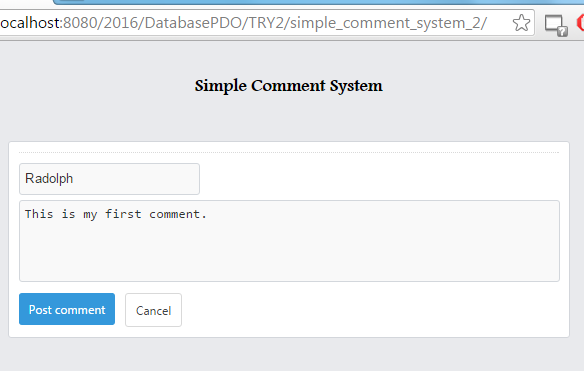 ocalhost:8080/2016/DatabasePDO/TRY2/simple_comment_system_2/
Simple Comment System
Radolph
This is my first comment.
Post comment
Cancel